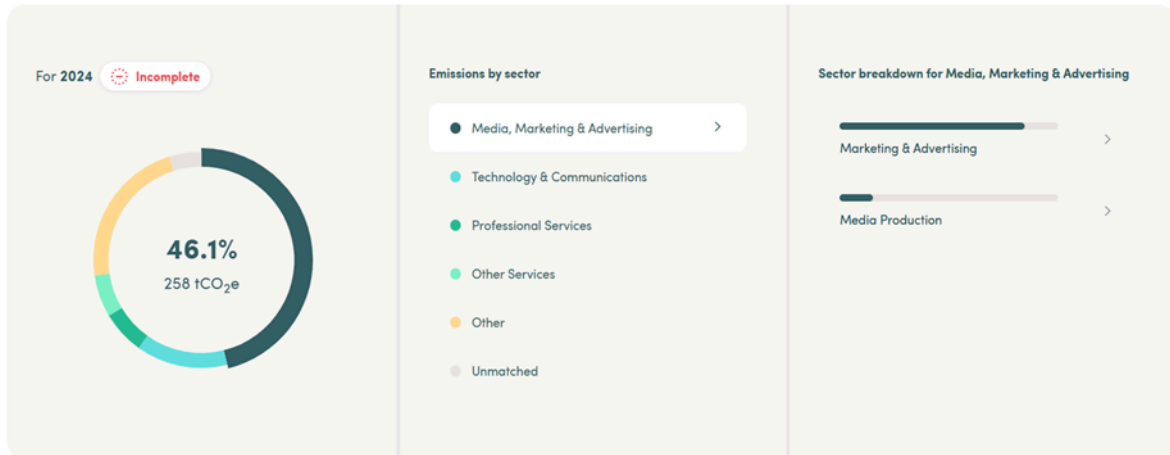 For 2024 Incomplete
46.1%
258 tCO₂e
Emissions by sector
Media, Marketing & Advertising
Technology & Communications
Professional Services
Other Services
Other
Unmatched
Sector breakdown for Media, Marketing & Advertising
Marketing & Advertising
Media Production